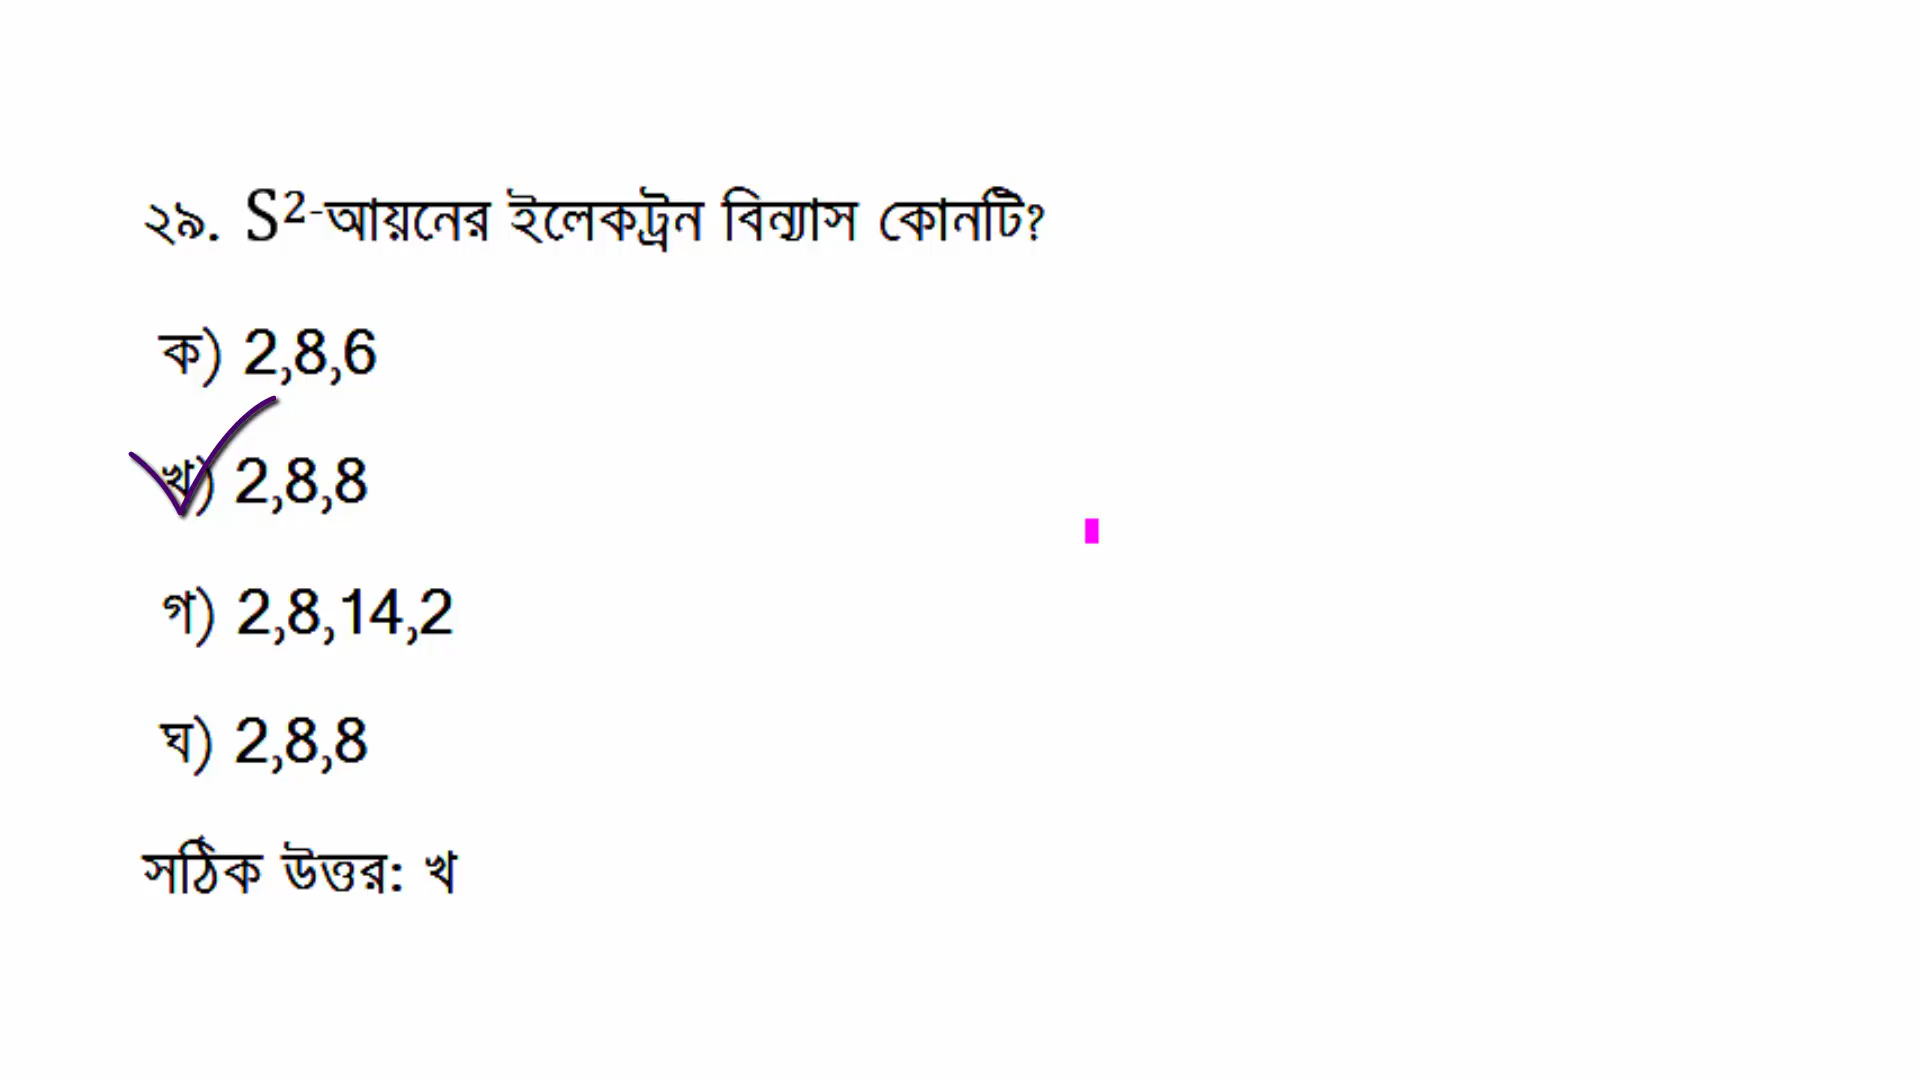 ২৯. S²-আয়নের ইলেকট্রন বিন্যাস কোনটি?
ক) 2,8,6
খ) 2,8,8
গ) 2,8,14,2
ঘ) 2,8,8
সঠিক উত্তর: খ